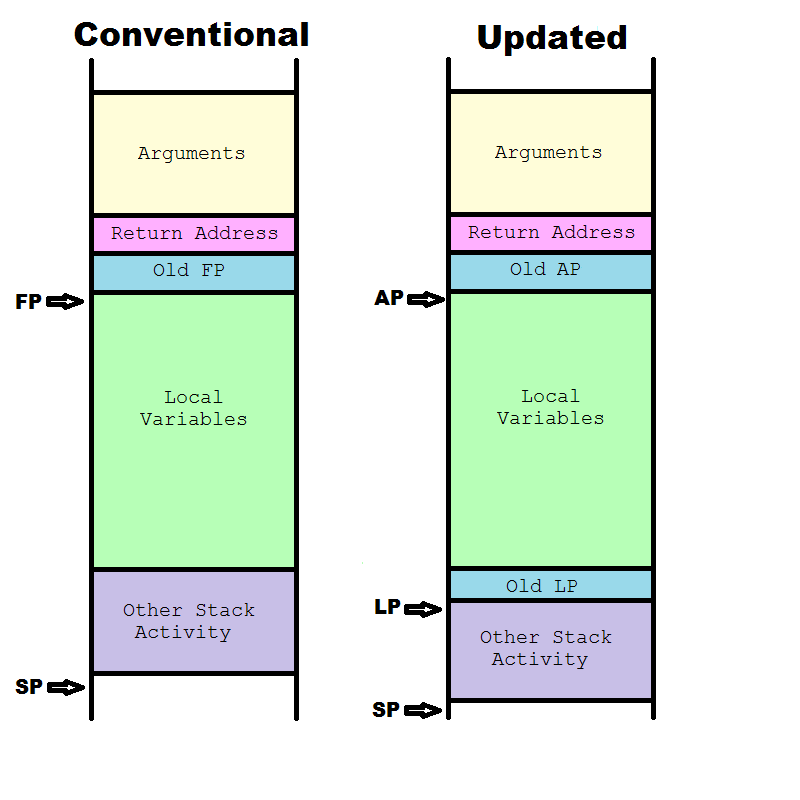 Conventional
Arguments
Return Address
Old FP
FP
Local
Variables
Other Stack
Activity
SP
Updated
Arguments
Return Address
Old AP
AP
Local
Variables
Old LP
LP
Other Stack
Activity
SP